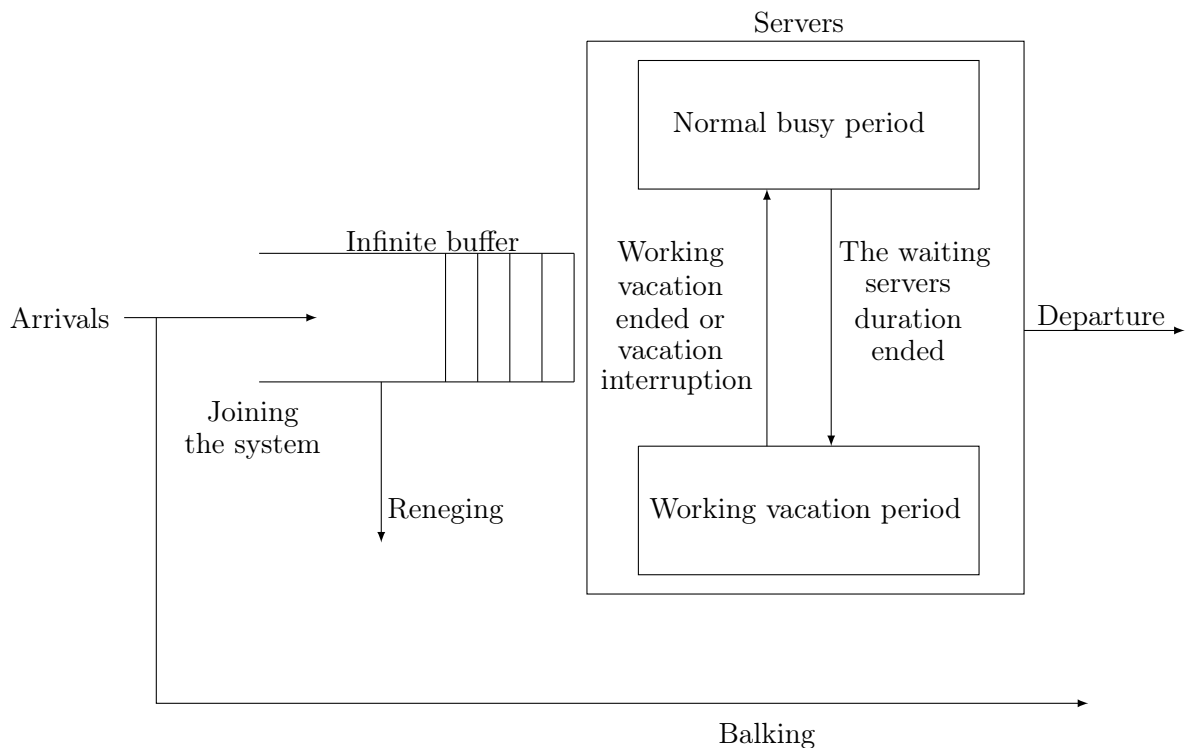 Servers
Normal busy period
Infinite buffer
Working
vacation
ended or
vacation
interruption
The waiting
servers
duration
ended
Arrivals
Departure
Joining
the system
Reneging
Working vacation period
Balking